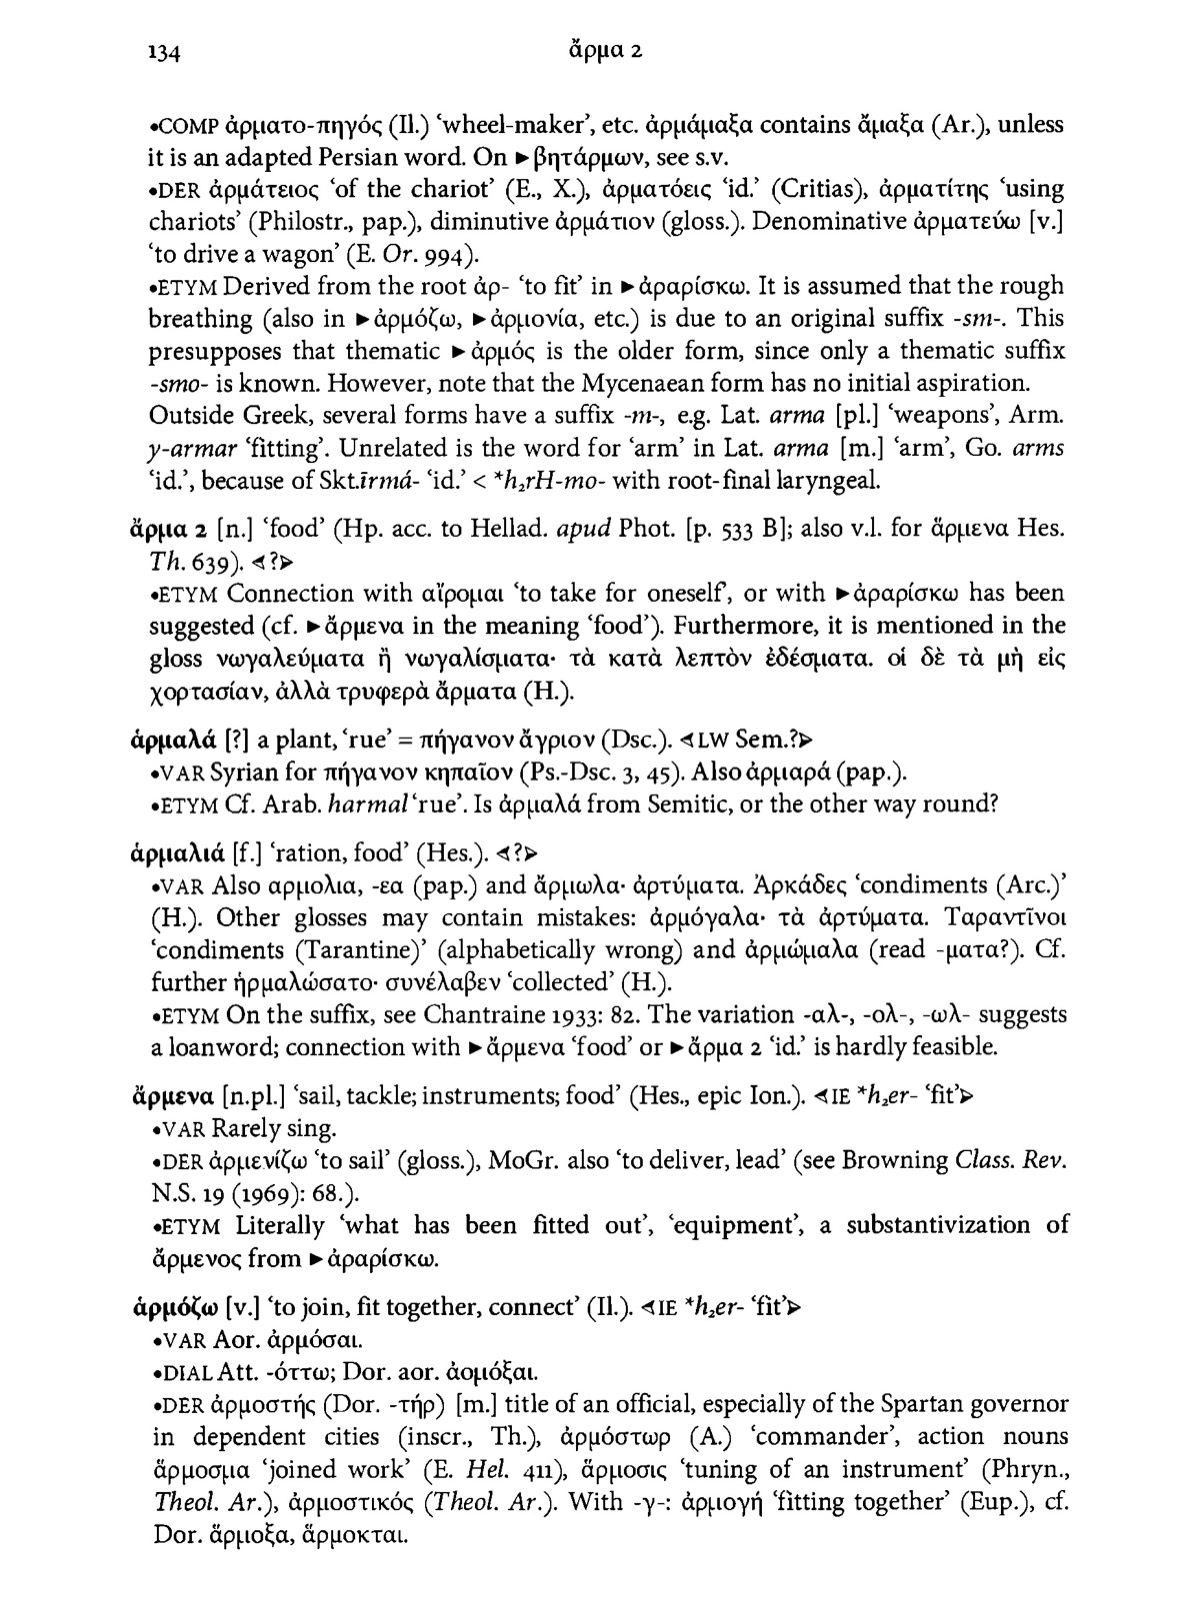 134
ἄρμα 2
•COMP ἁρματο-πηγός (Il.) ‘wheel-maker’, etc. ἁρμάμαξα contains ἅμαξα (Ar.), unless
it is an adapted Persian word. On ►βητάρμων, see s.v.
•DER ἁρμάτειος ‘of the chariot’ (E., X.), ἁρματόεις ‘id.’ (Critias), ἁρματίτης ‘using
chariots’ (Philostr., pap.), diminutive ἁρμάτιον (gloss.). Denominative ἁρματεύω [v.]
‘to drive a wagon’ (E. Or. 994).
•ETYM Derived from the root ἀρ- ‘to fit’ in ►ἀραρίσκω. It is assumed that the rough
breathing (also in ►ἁρμόζω, ►ἁρμονία, etc.) is due to an original suffix -sm-. This
presupposes that thematic ►ἁρμός is the older form, since only a thematic suffix
-smo- is known. However, note that the Mycenaean form has no initial aspiration.
Outside Greek, several forms have a suffix -m-, e.g. Lat. arma [pl.] ‘weapons’, Arm.
y-armar ‘fitting’. Unrelated is the word for ‘arm’ in Lat. arma [m.] ‘arm’, Go. arms
‘id.’, because of Skt.īrmá- ‘id.’ < *h₂rH-mo- with root-final laryngeal.
ἄρμα 2 [n.] ‘food’ (Hp. acc. to Hellad. apud Phot. [p. 533 B]; also v.l. for ἄρμενα Hes.
Th. 639). ⊲?⊳
•ETYM Connection with αἴρομαι ‘to take for oneself’, or with ►ἀραρίσκω has been
suggested (cf. ►ἄρμενα in the meaning ‘food’). Furthermore, it is mentioned in the
gloss νωγαλεύματα ἢ νωγαλίσματα· τὰ κατὰ λεπτὸν ἐδέσματα. οἱ δὲ τὰ μὴ εἰς
χορτασίαν, ἀλλὰ τρυφερὰ ἄρματα (H.).
ἁρμαλά [?] a plant, ‘rue’ = πήγανον ἄγριον (Dsc.). ⊲LW Sem.?⊳
•VAR Syrian for πήγανον κηπαῖον (Ps.-Dsc. 3, 45). Also ἁρμαρά (pap.).
•ETYM Cf. Arab. harmal ‘rue’. Is ἁρμαλά from Semitic, or the other way round?
ἁρμαλιά [f.] ‘ration, food’ (Hes.). ⊲?⊳
•VAR Also αρμολια, -εα (pap.) and ἄρμωλα· ἀρτύματα. Ἀρκάδες ‘condiments (Arc.)’
(H.). Other glosses may contain mistakes: ἁρμόγαλα· τὰ ἀρτύματα. Ταραντῖνοι
‘condiments (Tarantine)’ (alphabetically wrong) and ἀρμώμαλα (read -ματα?). Cf.
further ἡρμαλώσατο· συνέλαβεν ‘collected’ (H.).
•ETYM On the suffix, see Chantraine 1933: 82. The variation -αλ-, -ολ-, -ωλ- suggests
a loanword; connection with ►ἄρμενα ‘food’ or ►ἄρμα 2 ‘id.’ is hardly feasible.
ἄρμενα [n.pl.] ‘sail, tackle; instruments; food’ (Hes., epic Ion.). ⊲IE *h₂er- ‘fit’⊳
•VAR Rarely sing.
•DER ἀρμενίζω ‘to sail’ (gloss.), MoGr. also ‘to deliver, lead’ (see Browning Class. Rev.
N.S. 19 (1969): 68.).
•ETYM Literally ‘what has been fitted out’, ‘equipment’, a substantivization of
ἄρμενος from ►ἀραρίσκω.
ἁρμόζω [v.] ‘to join, fit together, connect’ (Il.). ⊲IE *h₂er- ‘fit’⊳
•VAR Aor. ἁρμόσαι.
•DIAL Att. -όττω; Dor. aor. ἁομόξαι.
•DER ἁρμοστής (Dor. -τήρ) [m.] title of an official, especially of the Spartan governor
in dependent cities (inscr., Th.), ἁρμόστωρ (A.) ‘commander’, action nouns
ἅρμοσμα ‘joined work’ (E. Hel. 411), ἅρμοσις ‘tuning of an instrument’ (Phryn.,
Theol. Ar.), ἁρμοστικός (Theol. Ar.). With -γ-: ἁρμογή ‘fitting together’ (Eup.), cf.
Dor. ἅρμοξα, ἅρμοκται.